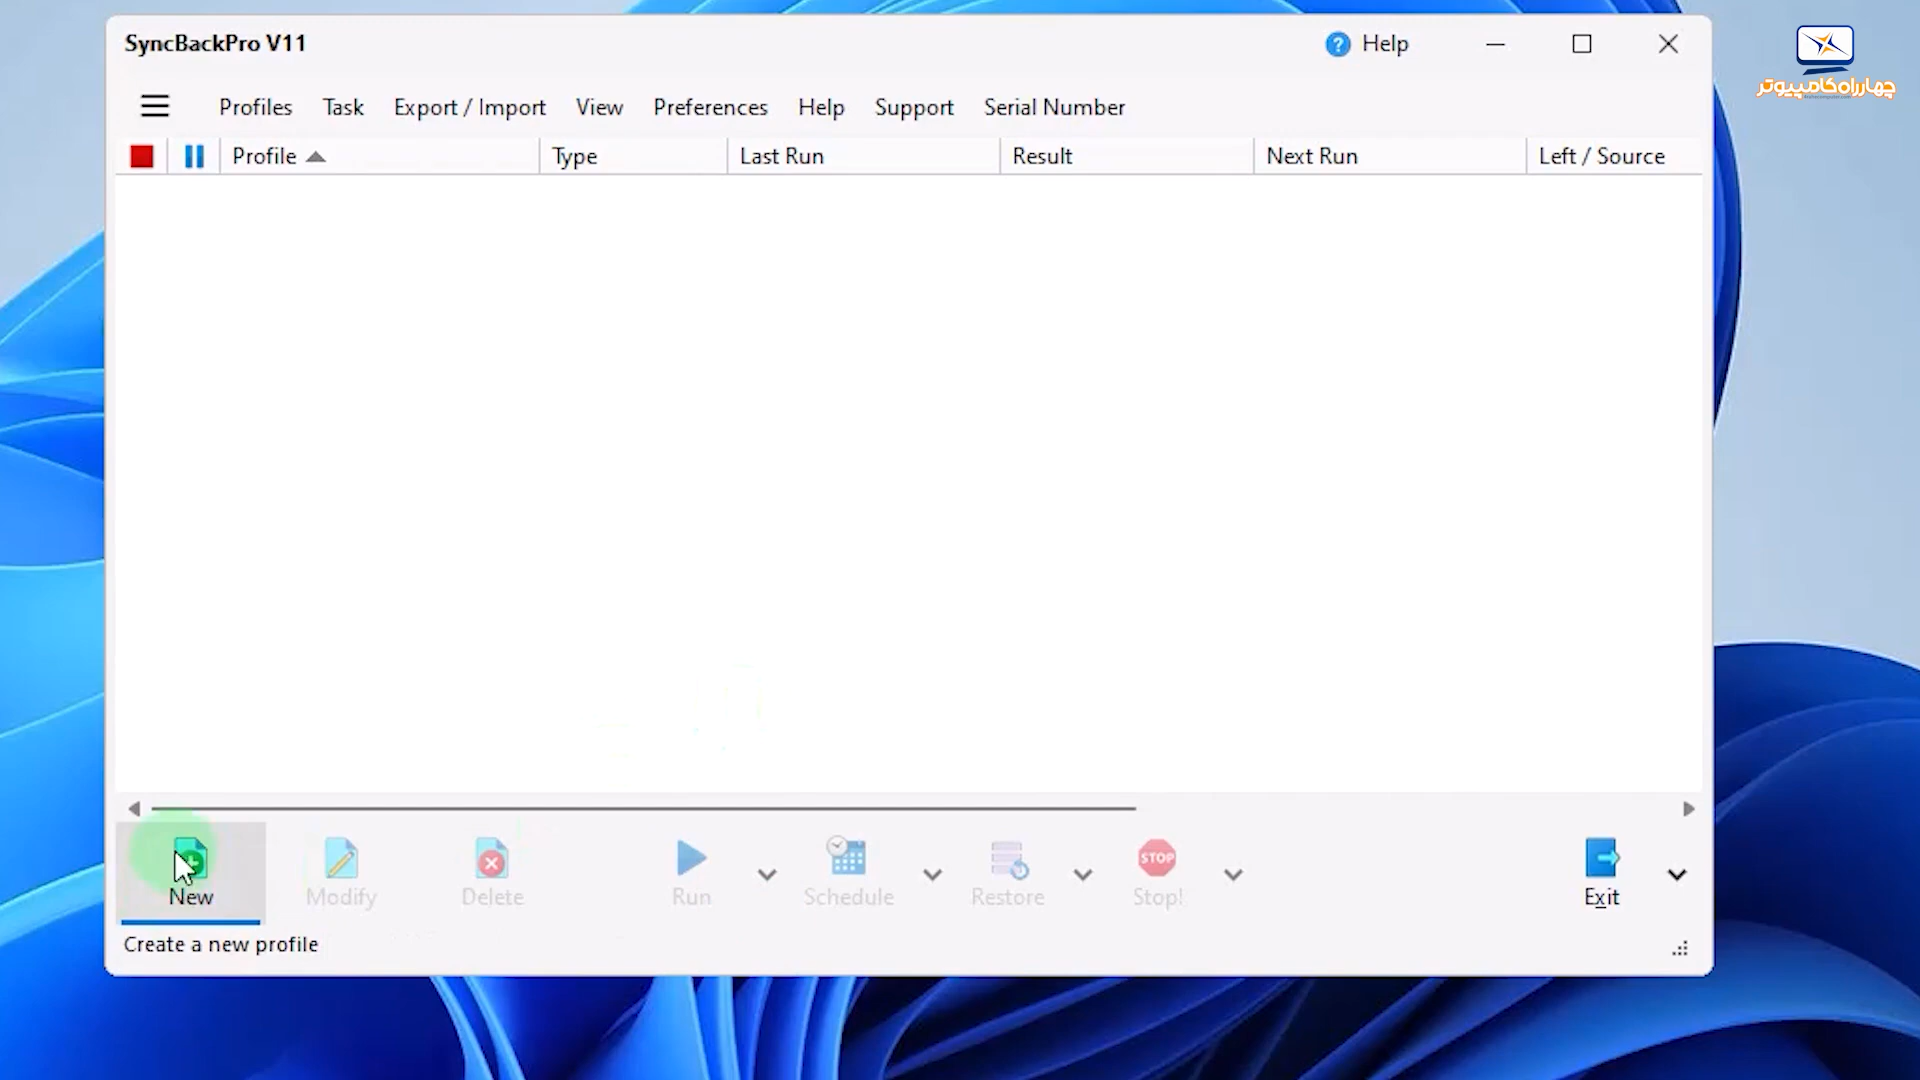 SyncBackPro V11
Help
چهارراه کامپیوتر
Profiles Task Export / Import View Preferences Help Support Serial Number
Profile Type Last Run Result Next Run Left / Source
New Modify Delete Run Schedule Restore STOP Stop! Exit
Create a new profile